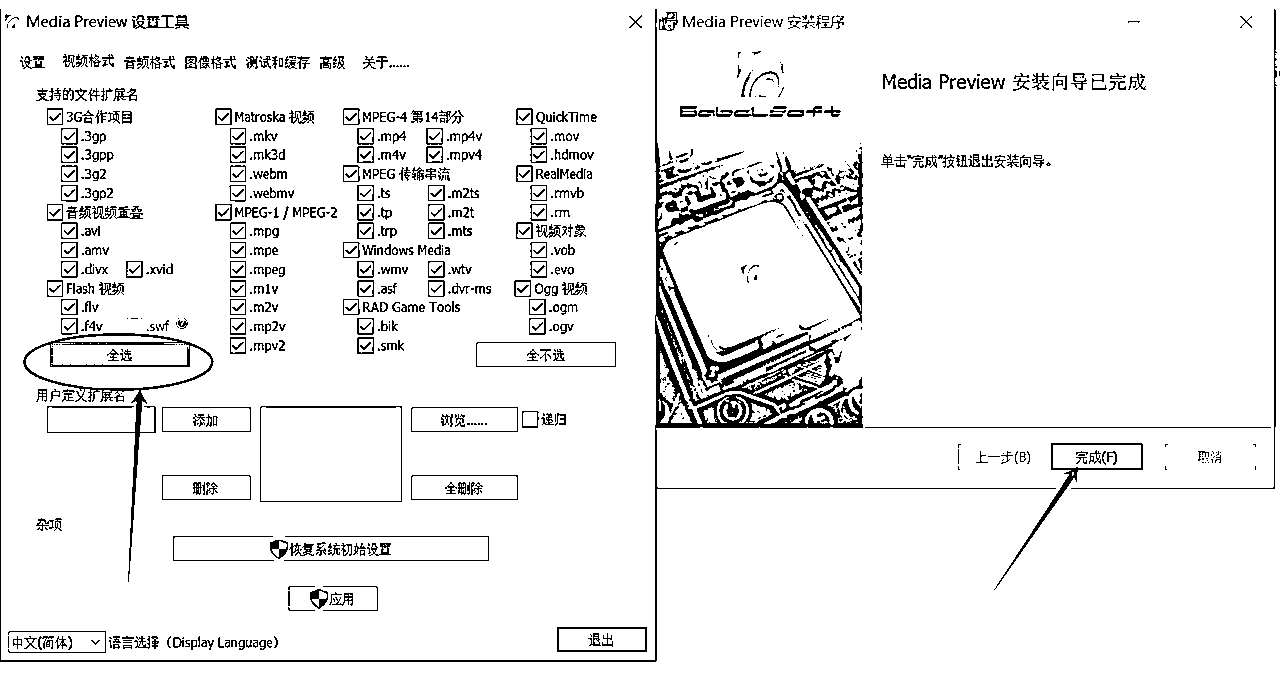 Media Preview 设置工具
设置 视频格式 音频格式 图像格式 测试和缓存 高级 关于......
支持的文件扩展名
3G合作项目
.3gp
.3gpp
.3g2
.3gp2
音频视频重叠
.avi
.amv
.divx .xvid
Flash 视频
.flv
.f4v .swf
Matroska 视频
.mkv
.mk3d
.webm
.webmv
MPEG-1 / MPEG-2
.mpg
.mpe
.mpeg
.m1v
.m2v
.mp2v
.mpv2
MPEG-4 第14部分
.mp4 .mp4v
.m4v .mpv4
MPEG 传输串流
.ts .m2ts
.tp .m2t
.trp .mts
Windows Media
.wmv .wtv
.asf .dvr-ms
RAD Game Tools
.bik
.smk
QuickTime
.mov
.hdmov
RealMedia
.rmvb
.rm
视频对象
.vob
.evo
Ogg 视频
.ogm
.ogv
全选 全不选
用户定义扩展名
添加 浏览...... 递归
删除 全删除
杂项
恢复系统初始设置
应用
中文(简体) 语言选择（Display Language） 退出
Media Preview 安装程序
BabelSoft
Media Preview 安装向导已完成
单击"完成"按钮退出安装向导。
上一步(B) 完成(F) 取消